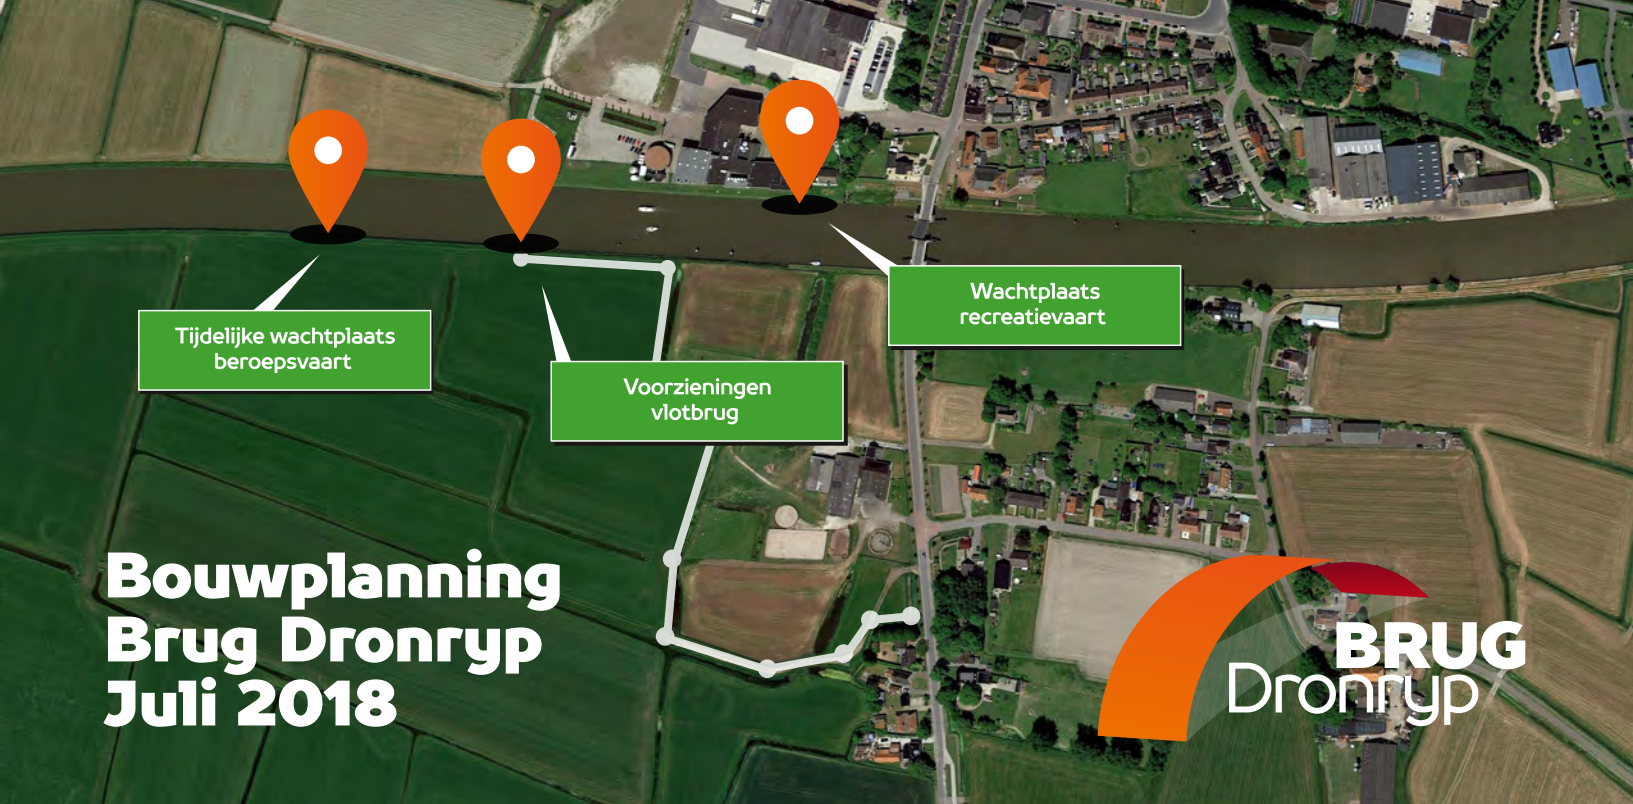 Tijdelijke wachtplaats
beroepsvaart
Voorzieningen
vlotbrug
Wachtplaats
recreatievaart
Bouwplanning
Brug Dronryp
Juli 2018
BRUG
Dronryp